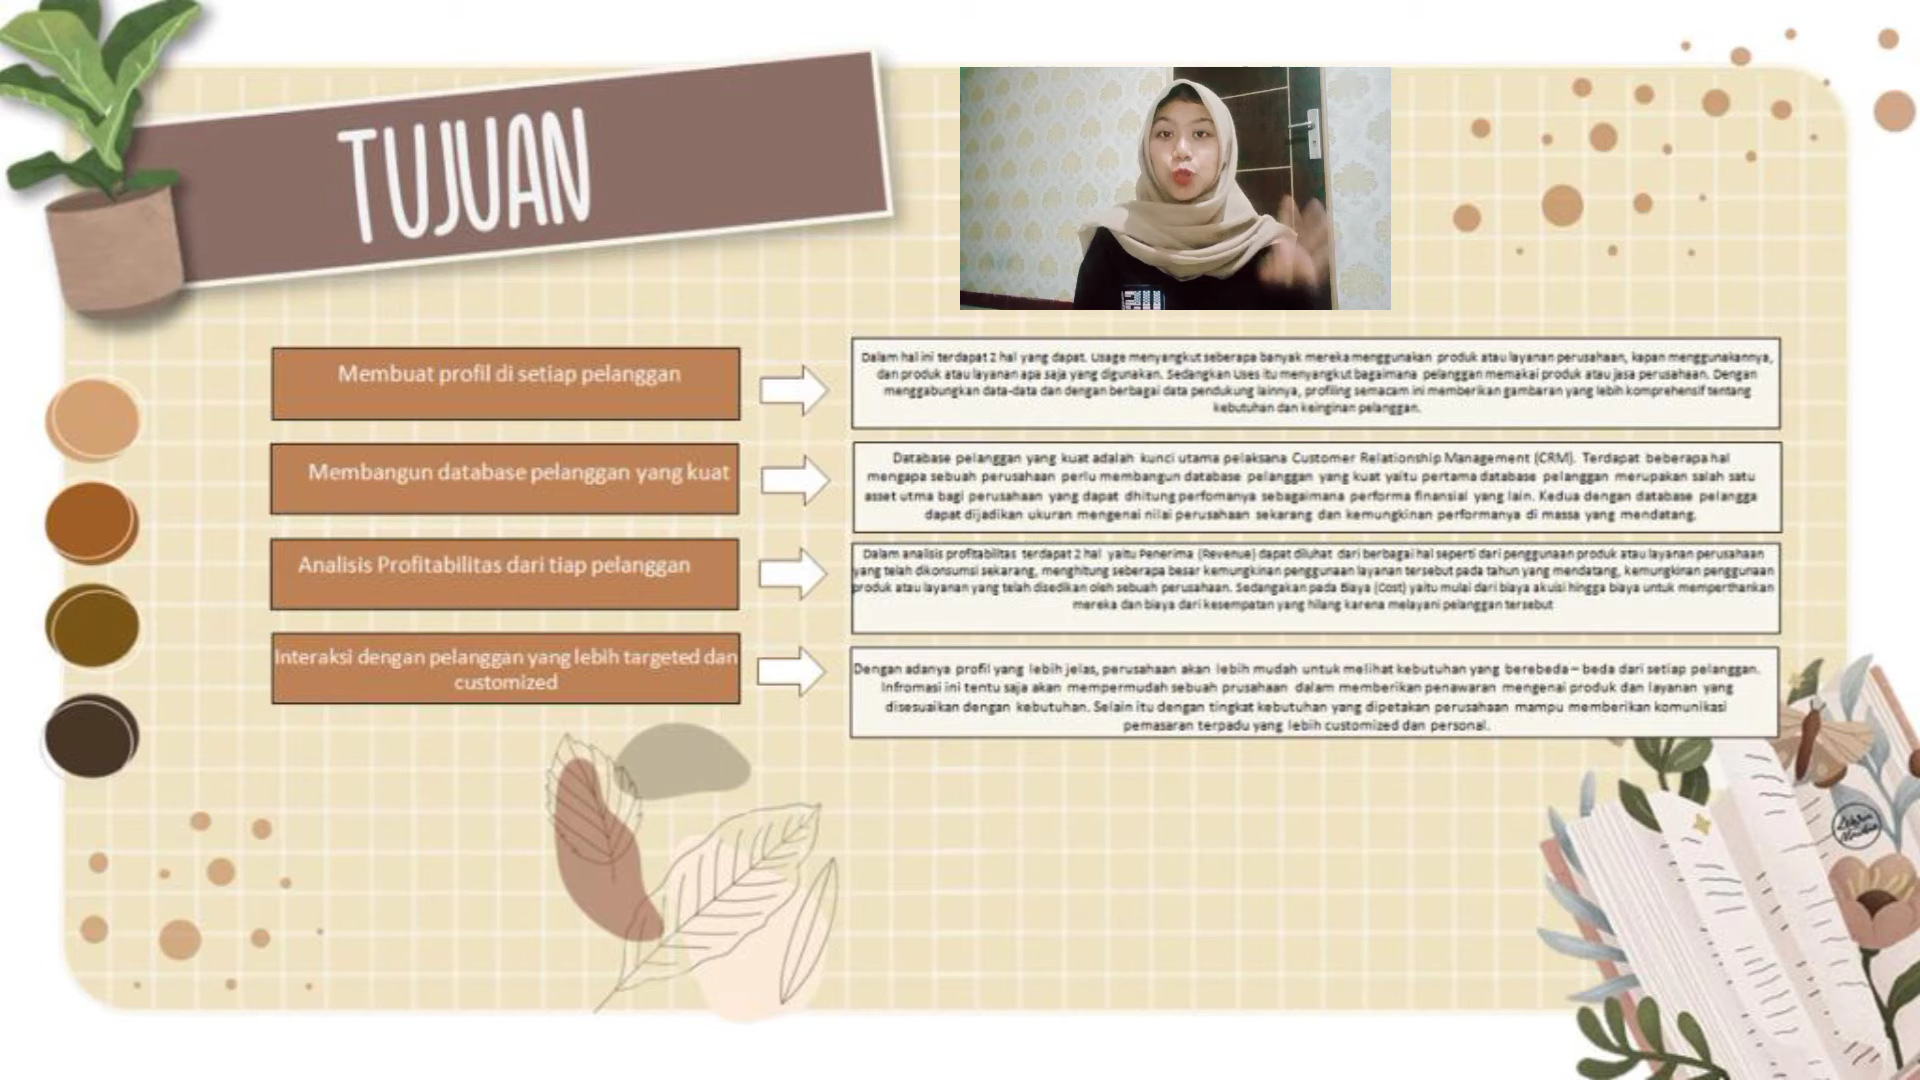 TUJUAN
Membuat profil di setiap pelanggan
Dalam hal ini terdapat 2 hal yang dapat. Usage menyangkut seberapa banyak mereka menggunakan produk atau layanan perusahaan, kapan menggunakannya,
dan produk atau layanan apa saja yang digunakan. Sedangkan Uses itu menyangkut bagaimana pelanggan memakai produk atau jasa perusahaan. Dengan
menggabungkan data-data dan dengan berbagai data pendukung lainnya, profiling semacam ini memberikan gambaran yang lebih komprehensif tentang
kebutuhan dan keinginan pelanggan.
Membangun database pelanggan yang kuat
Database pelanggan yang kuat adalah kunci utama pelaksana Customer Relationship Management (CRM). Terdapat beberapa hal
mengapa sebuah perusahaan perlu membangun database pelanggan yang kuat yaitu pertama database pelanggan merupakan salah satu
asset utma bagi perusahaan yang dapat dhitung perfomanya sebagaimana performa finansial yang lain. Kedua dengan database pelangga
dapat dijadikan ukuran mengenai nilai perusahaan sekarang dan kemungkinan performanya di massa yang mendatang.
Analisis Profitabilitas dari tiap pelanggan
Dalam analisis profitabilitas terdapat 2 hal yaitu Penerima (Revenue) dapat diluhat dari berbagai hal seperti dari penggunaan produk atau layanan perusahaan
yang telah dikonsumsi sekarang, menghitung seberapa besar kemungkinan penggunaan layanan tersebut pada tahun yang mendatang, kemungkinan penggunaan
produk atau layanan yang telah disedikan oleh sebuah perusahaan. Sedangakan pada Biaya (Cost) yaitu mulai dari biaya akuisi hingga biaya untuk memperthankan
mereka dan biaya dari kesempatan yang hilang karena melayani pelanggan tersebut
Interaksi dengan pelanggan yang lebih targeted dan
customized
Dengan adanya profil yang lebih jelas, perusahaan akan lebih mudah untuk melihat kebutuhan yang berebeda – beda dari setiap pelanggan.
Infromasi ini tentu saja akan mempermudah sebuah prusahaan dalam memberikan penawaran mengenai produk dan layanan yang
disesuaikan dengan kebutuhan. Selain itu dengan tingkat kebutuhan yang dipetakan perusahaan mampu memberikan komunikasi
pemasaran terpadu yang lebih customized dan personal.